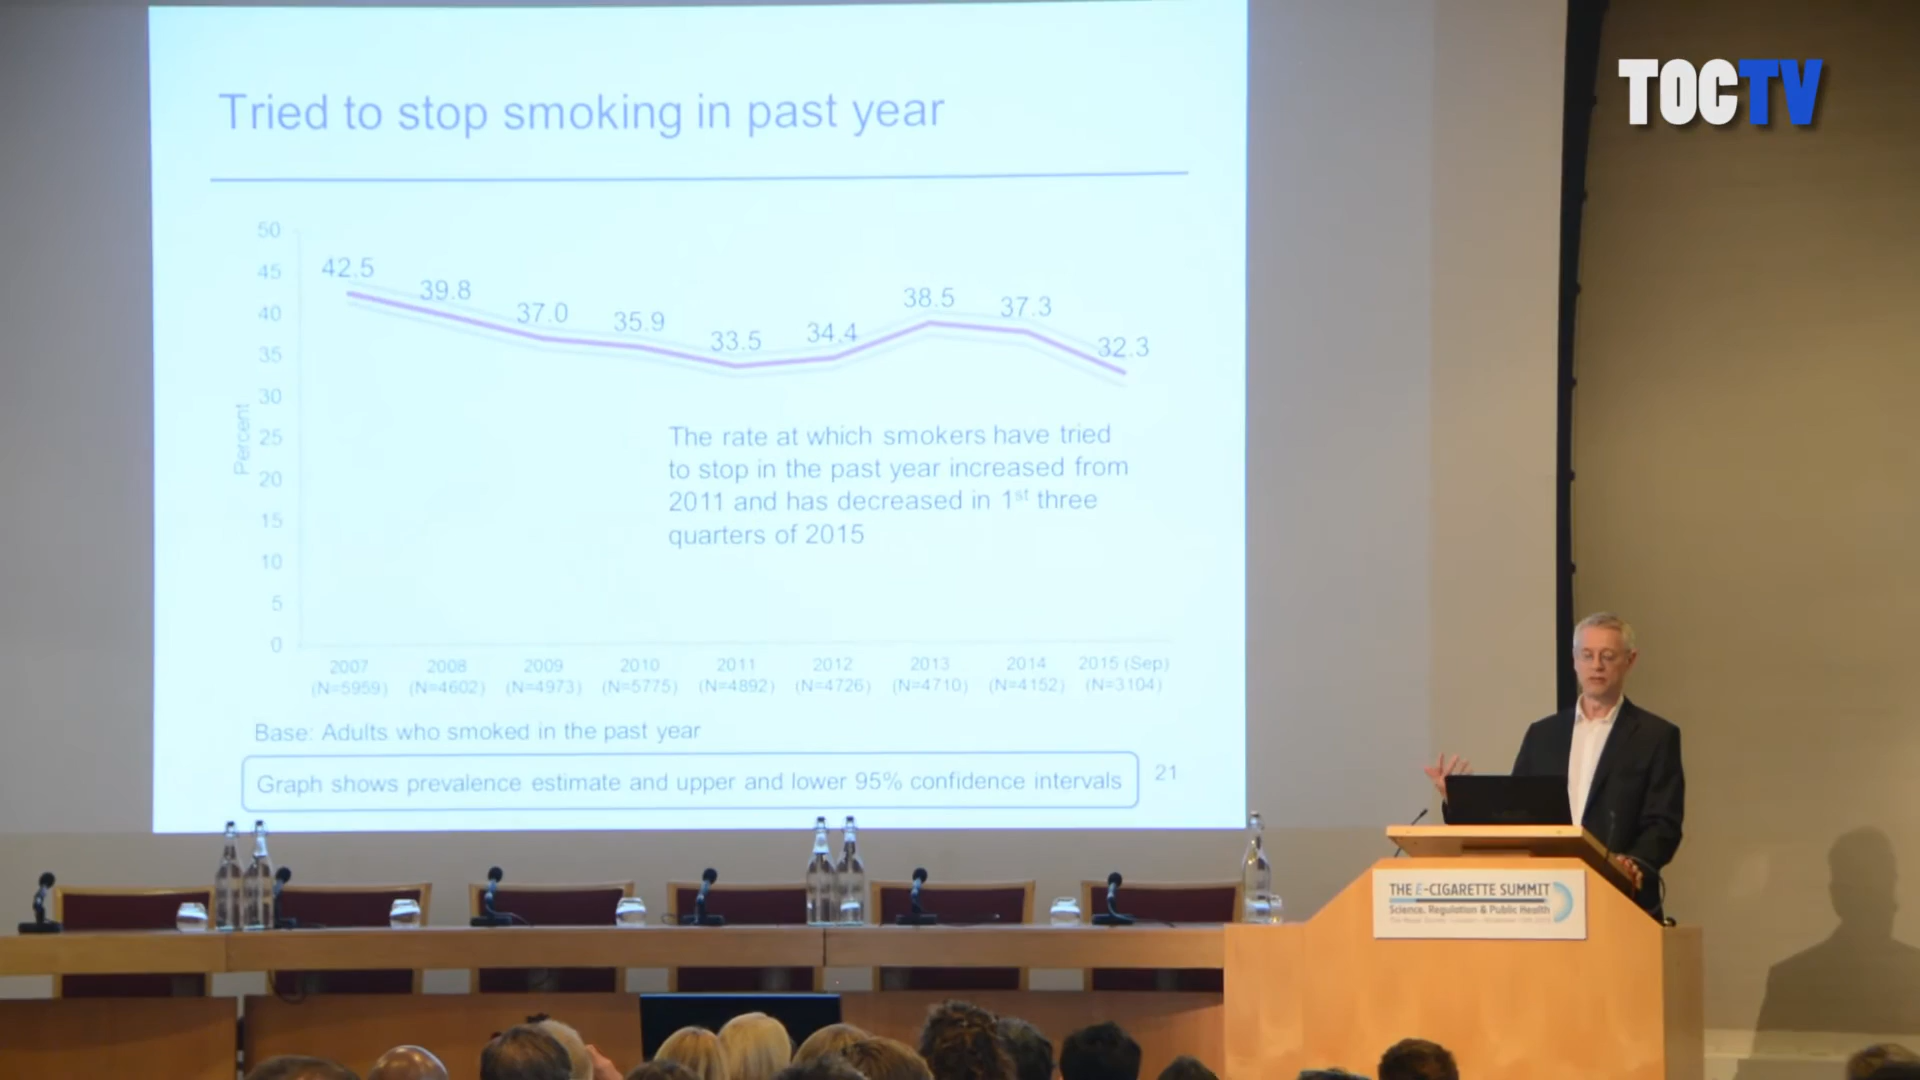 TOCTV
Tried to stop smoking in past year
50
45
40
35
30
25
20
15
10
5
0
Percent
42.5
39.8
37.0
35.9
33.5
34.4
38.5
37.3
32.3
The rate at which smokers have tried
to stop in the past year increased from
2011 and has decreased in 1st three
quarters of 2015
2007 2008 2009 2010 2011 2012 2013 2014 2015 (Sep)
(N=5959) (N=4602) (N=4973) (N=5775) (N=4892) (N=4726) (N=4710) (N=4152) (N=3104)
Base: Adults who smoked in the past year
Graph shows prevalence estimate and upper and lower 95% confidence intervals
21
THE E-CIGARETTE SUMMIT
Science, Regulation & Public Health